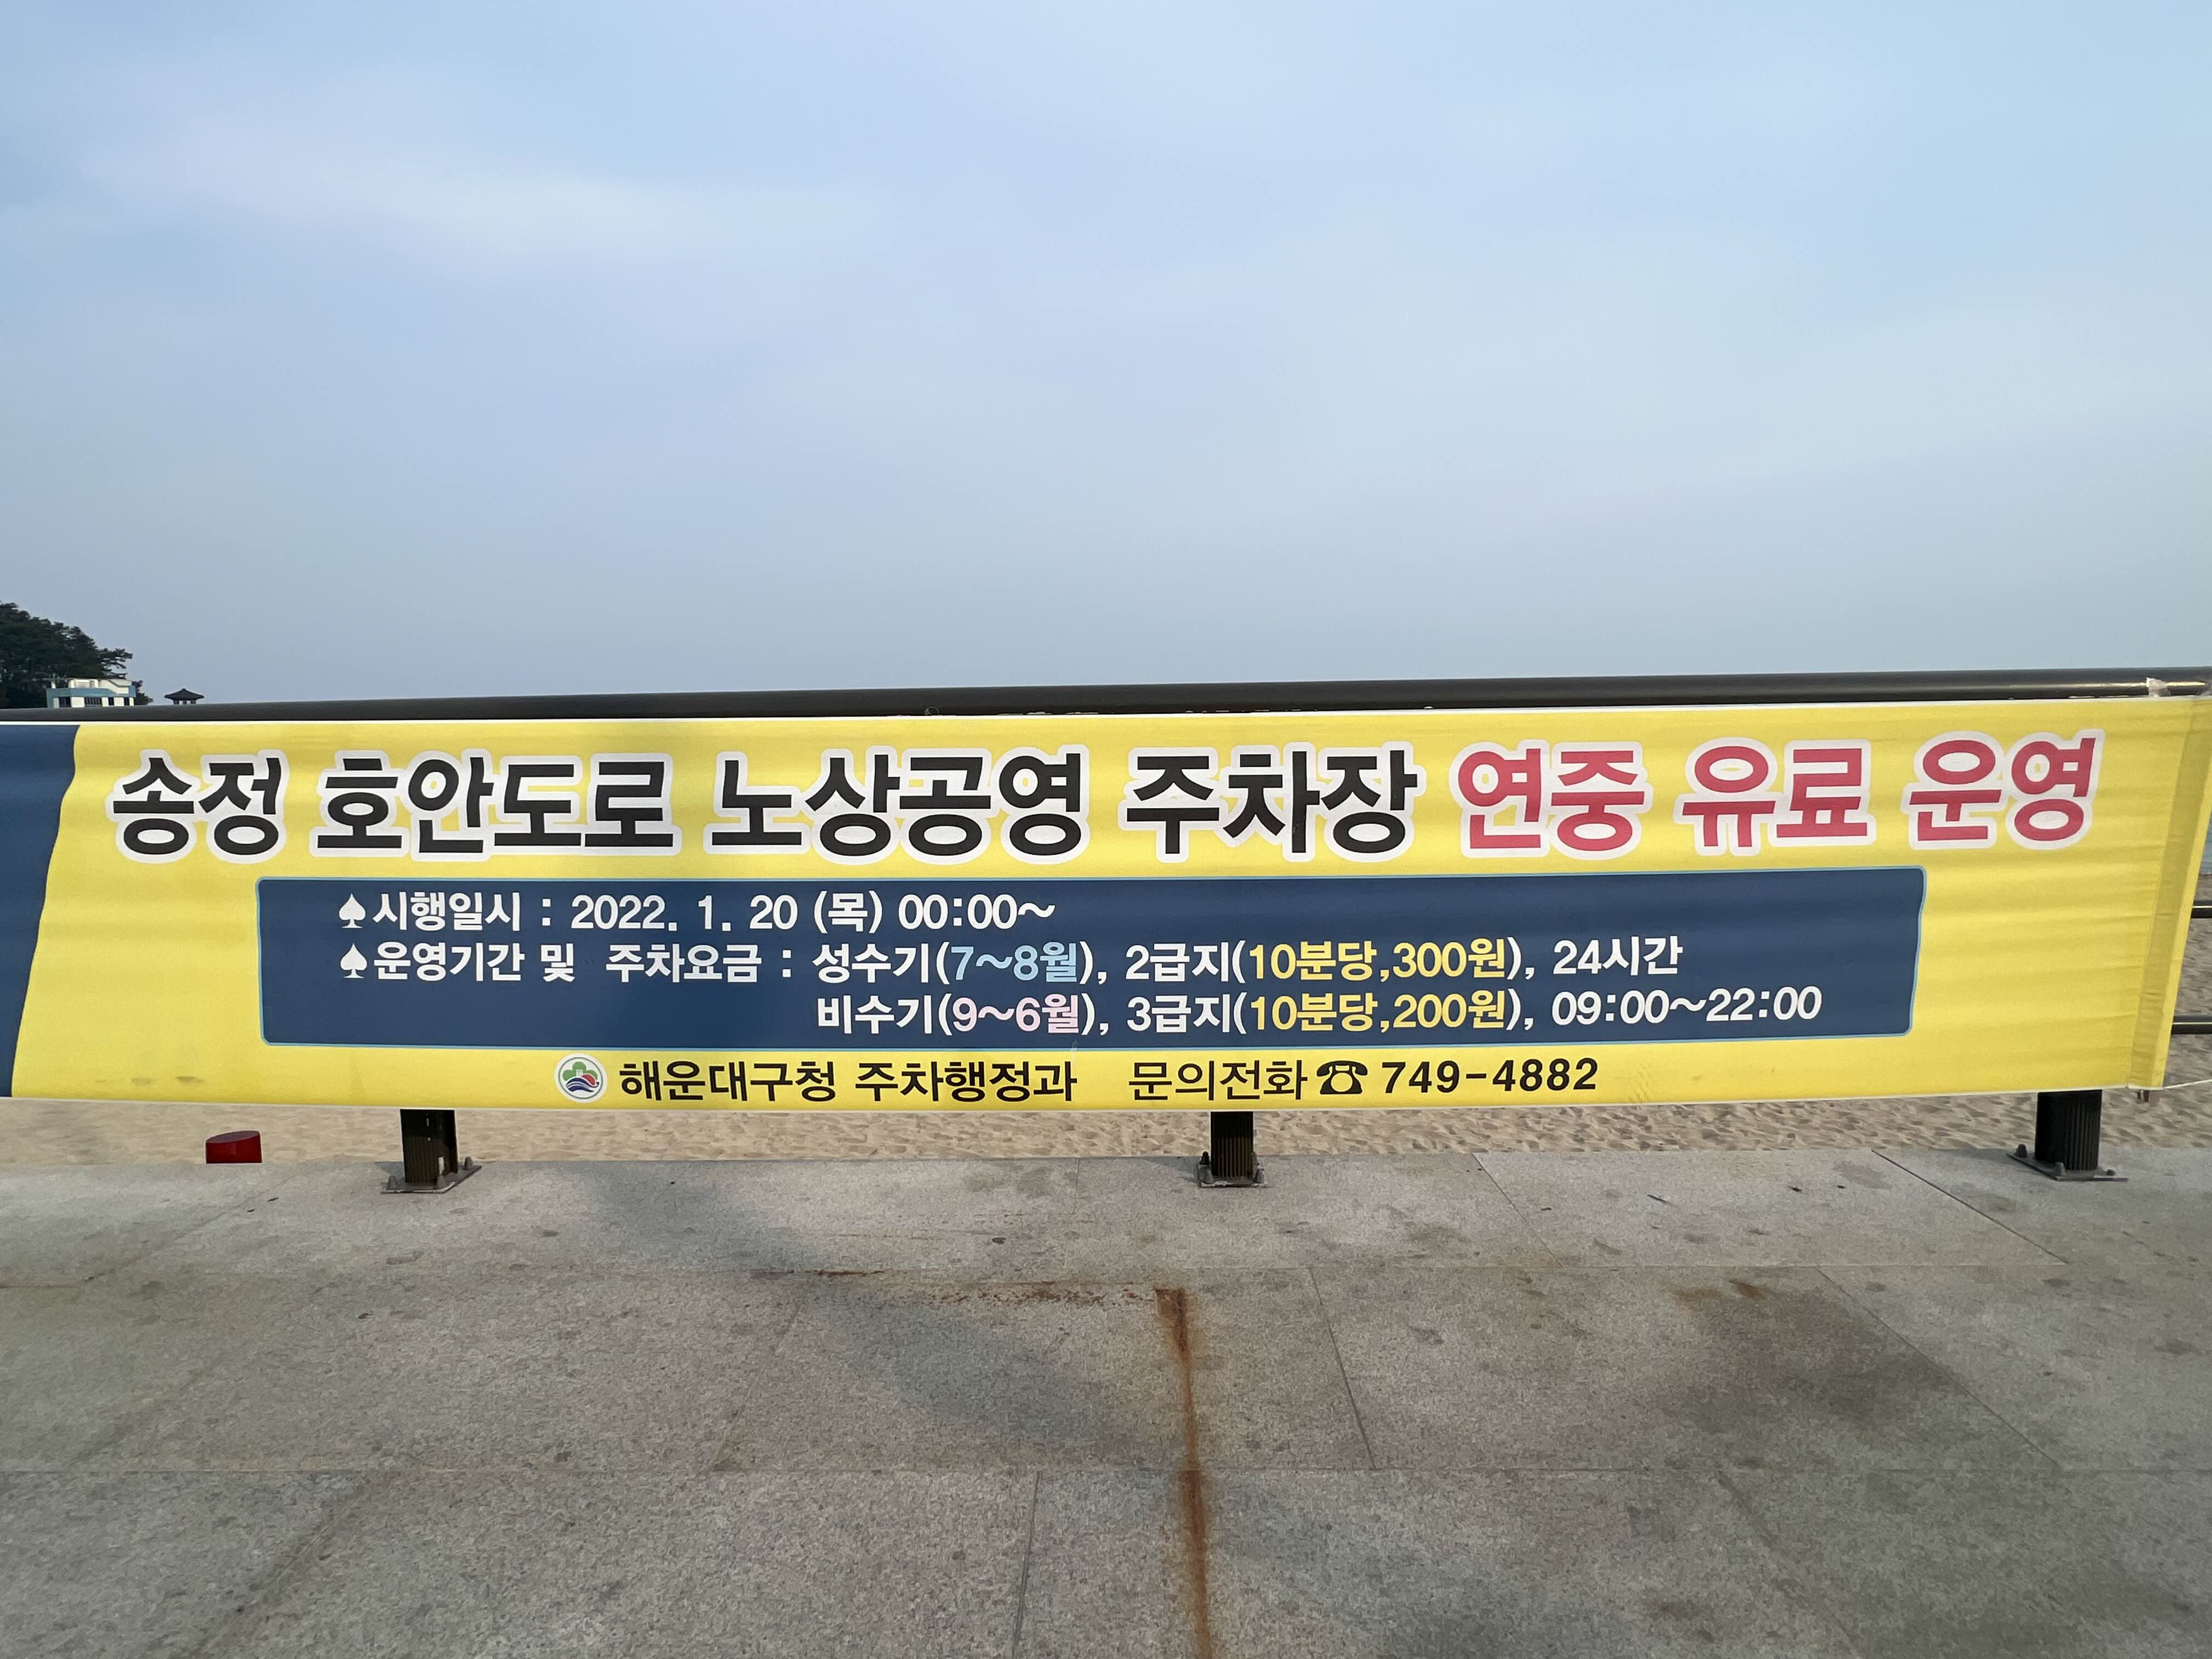 송정 호안도로 노상공영 주차장 연중 유료 운영
♠시행일시 : 2022. 1. 20 (목) 00:00~
♠운영기간 및 주차요금 : 성수기(7~8월), 2급지(10분당,300원), 24시간
비수기(9~6월), 3급지(10분당,200원), 09:00~22:00
해운대구청 주차행정과 문의전화☎749-4882